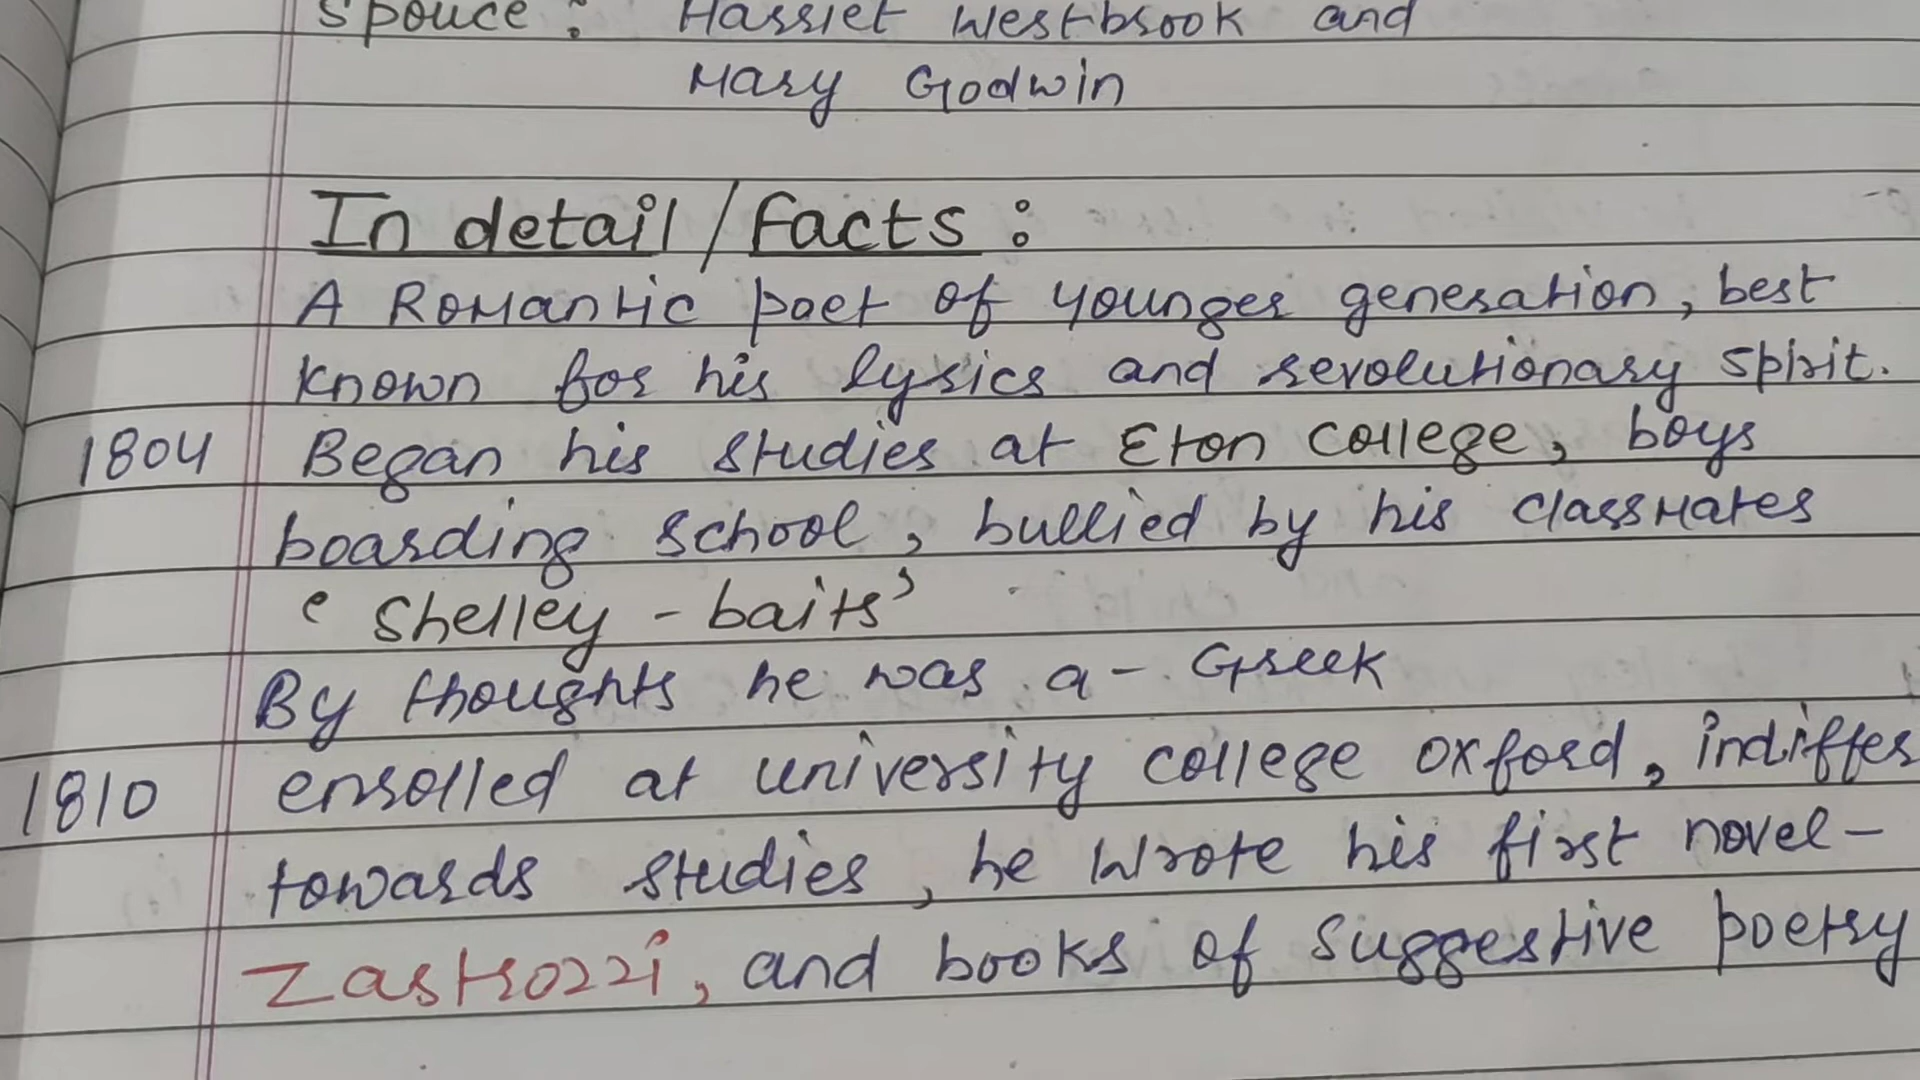 Spouce : Harriet Westbrook and
Mary Godwin
In detail / Facts :
A Romantic poet of younger generation, best
known for his lyrics and revolutionary spirit.
1804 Began his studies at Eton College, boys
boarding school, bullied by his classmates
‘ Shelley - baits’
By thoughts he was a - Greek
1810 enrolled at university college oxford, indiffer
towards studies, he wrote his first novel -
Zastrozzi, and books of suggestive poetry